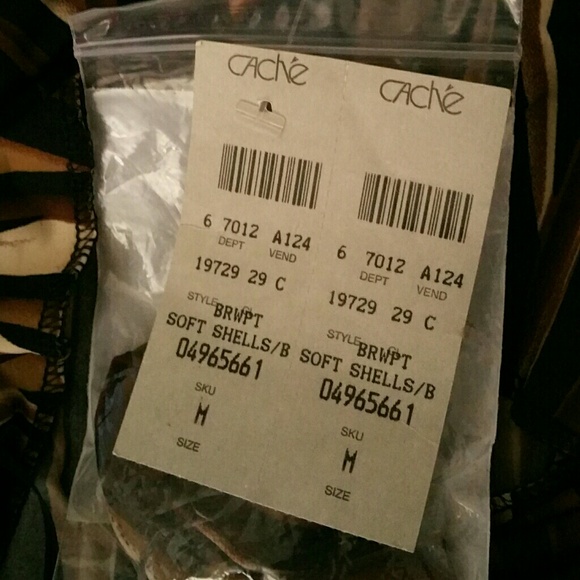 CACHÉ
6 7012 A124
DEPT VEND
19729 29 C
STYLE
BRWPT
SOFT SHELLS/B
04965661
SKU
M
SIZE
CACHÉ
6 7012 A124
DEPT VEND
19729 29 C
STYLE
BRWPT
SOFT SHELLS/B
04965661
SKU
M
SIZE